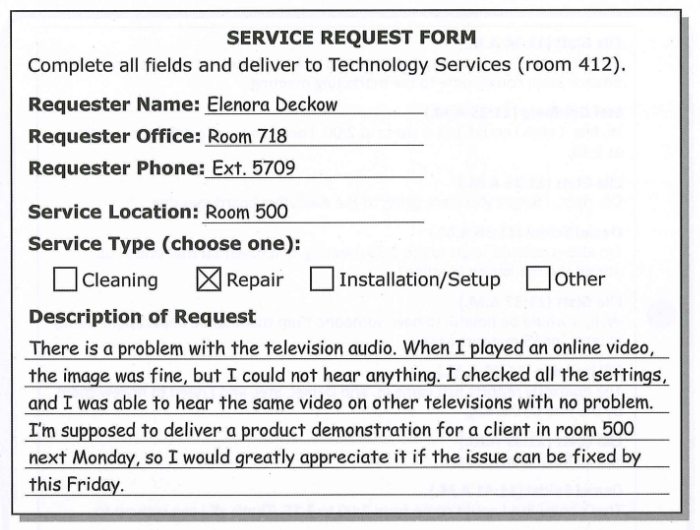 SERVICE REQUEST FORM
Complete all fields and deliver to Technology Services (room 412).
Requester Name: Elenora Deckow
Requester Office: Room 718
Requester Phone: Ext. 5709
Service Location: Room 500
Service Type (choose one):
Cleaning Repair Installation/Setup Other
Description of Request
There is a problem with the television audio. When I played an online video,
the image was fine, but I could not hear anything. I checked all the settings,
and I was able to hear the same video on other televisions with no problem.
I'm supposed to deliver a product demonstration for a client in room 500
next Monday, so I would greatly appreciate it if the issue can be fixed by
this Friday.